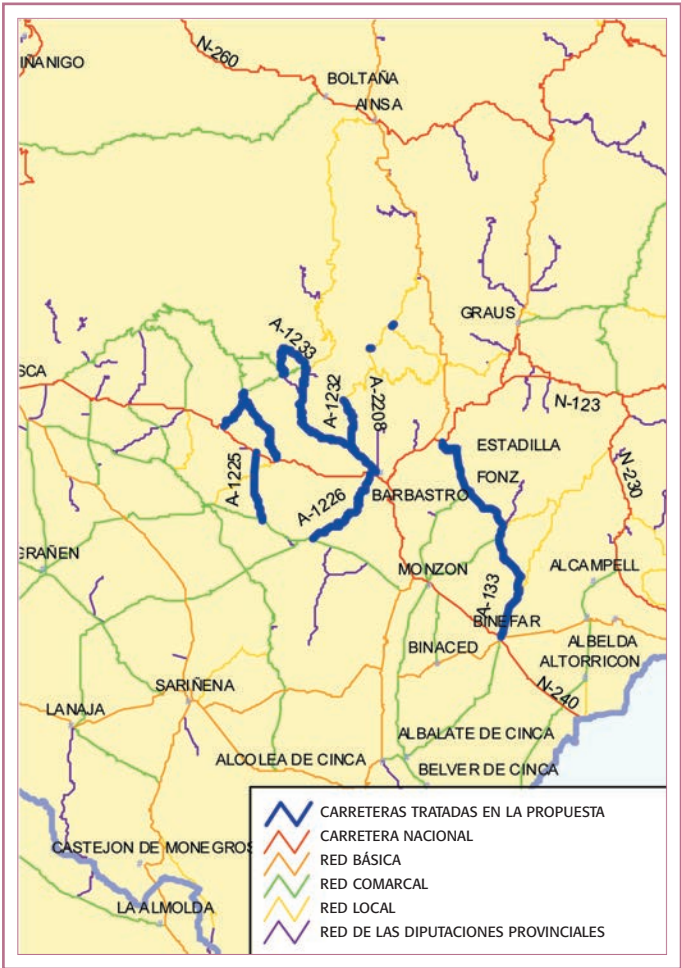 IÑANIGO
N-260
BOLTAÑA
AINSA
GRAUS
A-1233
SCA
A-1232
A-2208
N-123
ESTADILLA
FONZ
N-230
A-1225
A-1226
BARBASTRO
GRAÑEN
MONZON
ALCAMPELL
A-133
BINEFAR
BINACED
ALBELDA
ALTORRICON
SARIÑENA
N-240
LANAJA
ALBALATE DE CINCA
ALCOLEA DE CINCA
BELVER DE CINCA
CARRETERAS TRATADAS EN LA PROPUESTA
CARRETERA NACIONAL
CASTEJON DE MONEGROS
RED BÁSICA
RED COMARCAL
LA ALMOLDA
RED LOCAL
RED DE LAS DIPUTACIONES PROVINCIALES